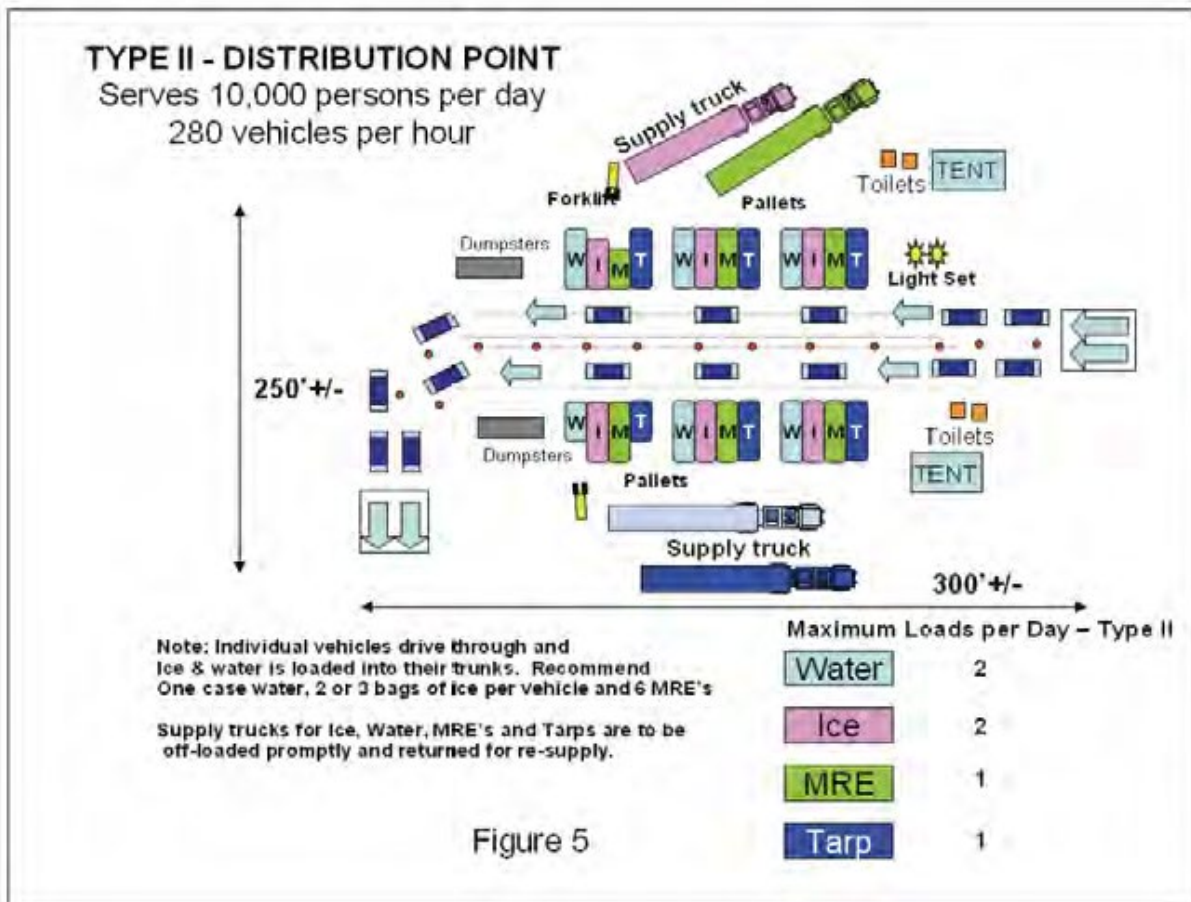 TYPE II - DISTRIBUTION POINT
Serves 10,000 persons per day
280 vehicles per hour
Supply truck
Toilets
TENT
Forklift
Pallets
Dumpsters
W I M T
W I M T
W I M T
Light Set
250'+/-
W I M T
W I M T
W I M T
Dumpsters
Toilets
TENT
Pallets
Supply truck
300'+/-
Note: Individual vehicles drive through and
Ice & water is loaded into their trunks. Recommend
One case water, 2 or 3 bags of ice per vehicle and 6 MRE's
Supply trucks for Ice, Water, MRE's and Tarps are to be
off-loaded promptly and returned for re-supply.
Maximum Loads per Day – Type II
Water 2
Ice 2
MRE 1
Tarp 1
Figure 5